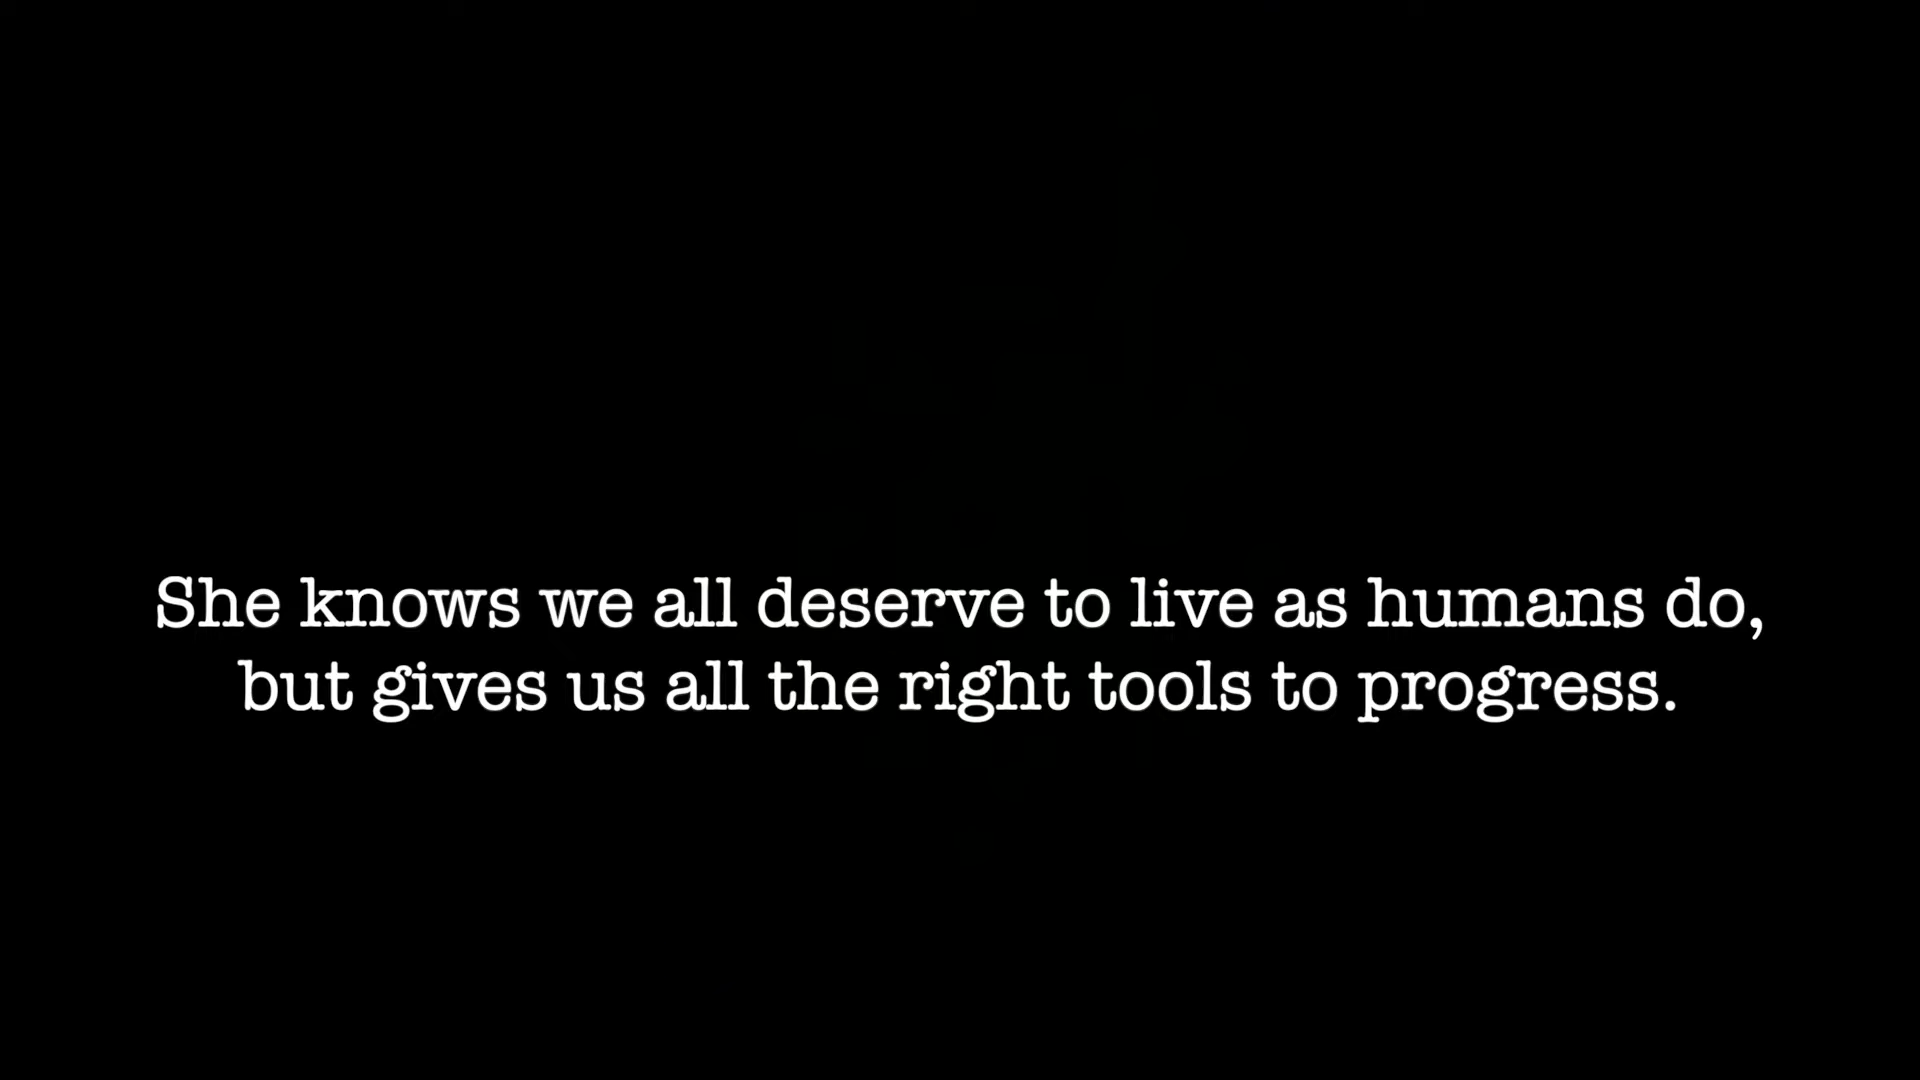 She knows we all deserve to live as humans do,
but gives us all the right tools to progress.